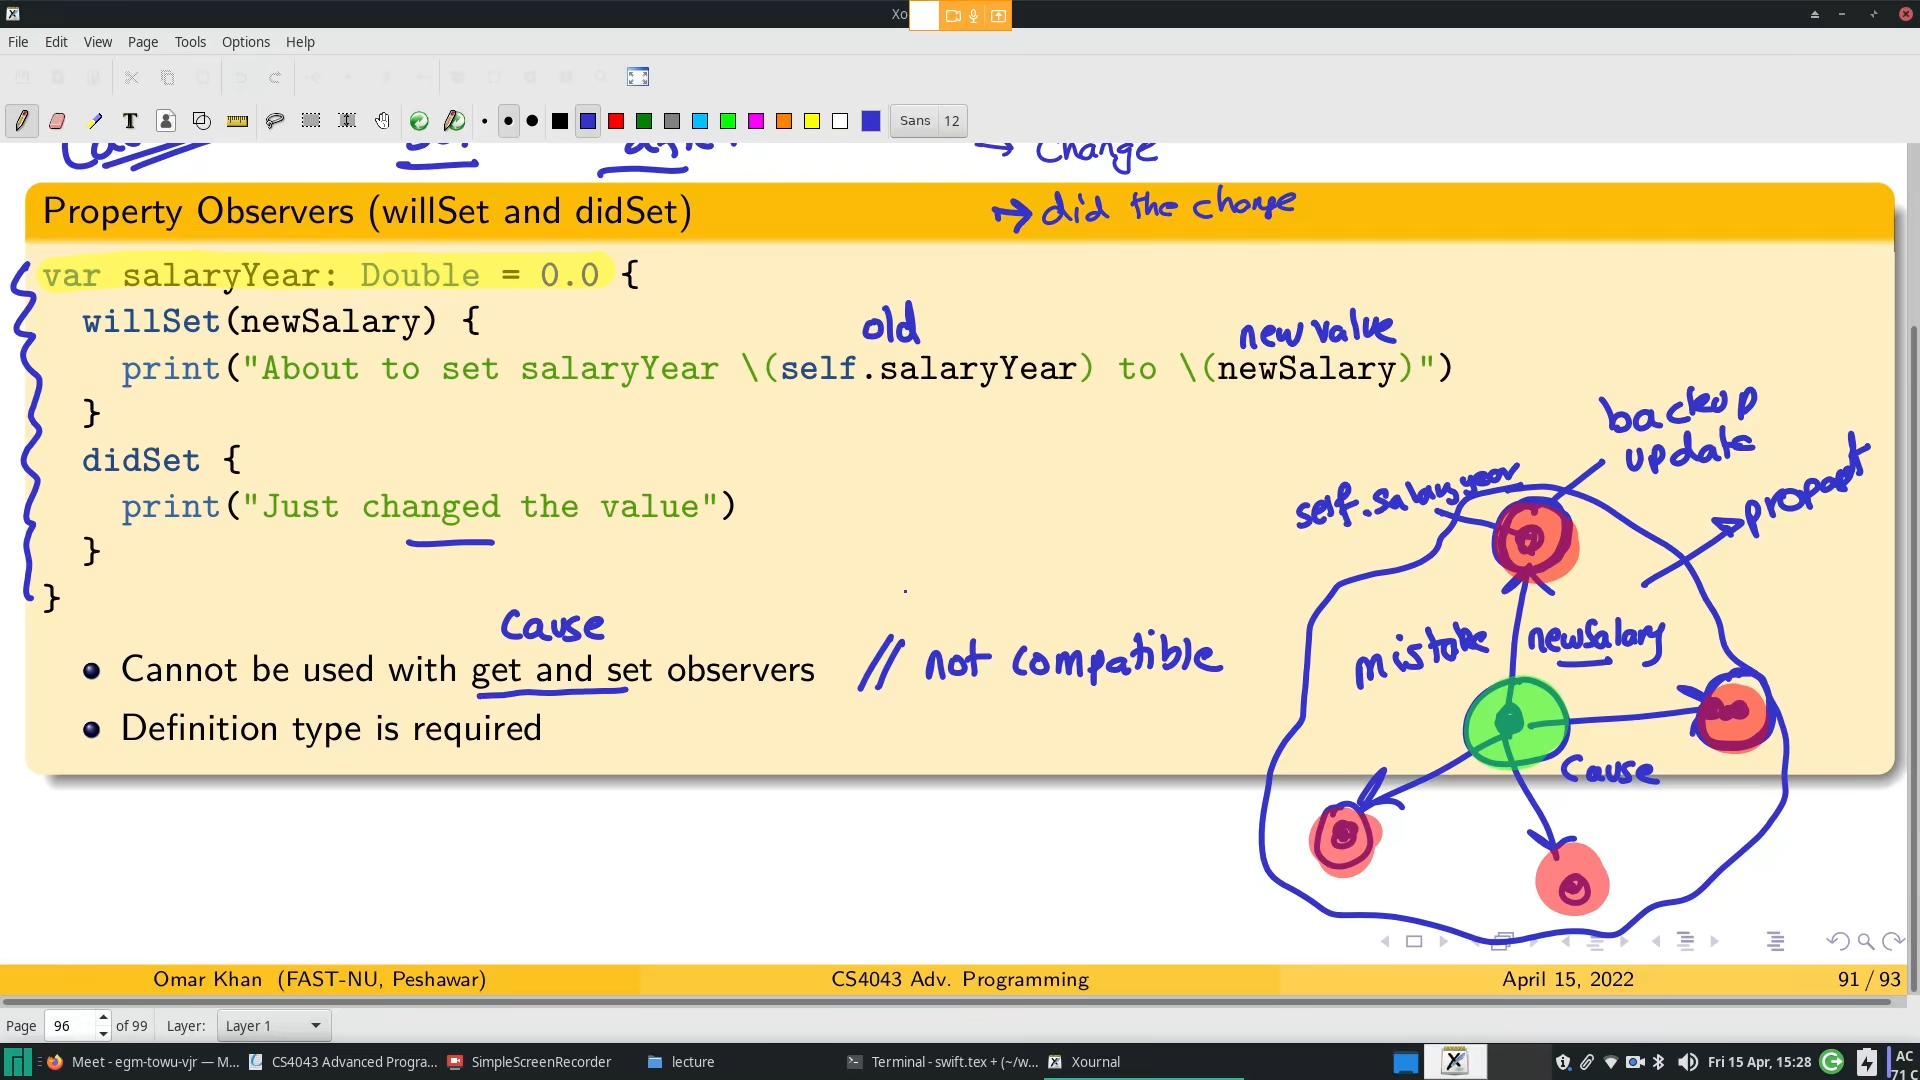 Xo
File Edit View Page Tools Options Help
T Sans 12
change
Property Observers (willSet and didSet)
→ did the change
var salaryYear: Double = 0.0 {
willSet(newSalary) {
old
new value
print("About to set salaryYear \(self.salaryYear) to \(newSalary)")
}
backup
update
didSet {
self.salaryyear
print("Just changed the value")
}
}
Cause
mistake newsalary
Cannot be used with get and set observers // not compatible
Definition type is required
Cause
Omar Khan (FAST-NU, Peshawar) CS4043 Adv. Programming April 15, 2022 91 / 93
Page 96 of 99 Layer: Layer 1
Meet - egm-towu-vjr — M... CS4043 Advanced Progra... SimpleScreenRecorder lecture Terminal - swift.tex + (~/w... Xournal Fri 15 Apr, 15:28 AC
71 C